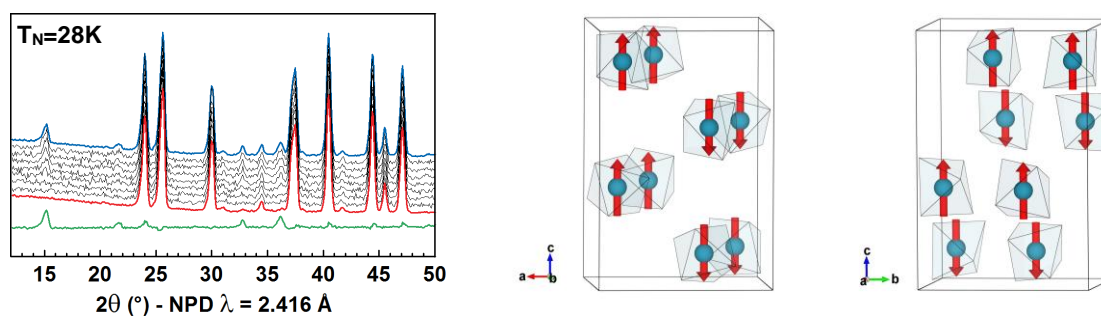 T_N=28K
15 20 25 30 35 40 45 50
2θ (°) - NPD λ = 2.416 Å
c
a b
c
a b